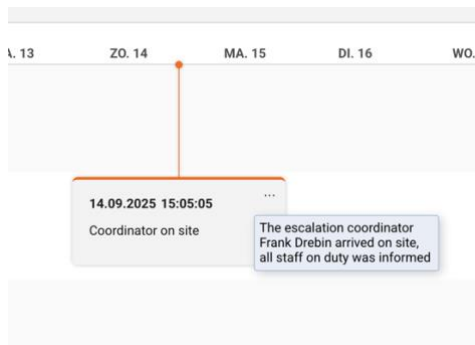 A. 13 ZO. 14 MA. 15 DI. 16 WO.
14.09.2025 15:05:05 ...
Coordinator on site
The escalation coordinator
Frank Drebin arrived on site,
all staff on duty was informed